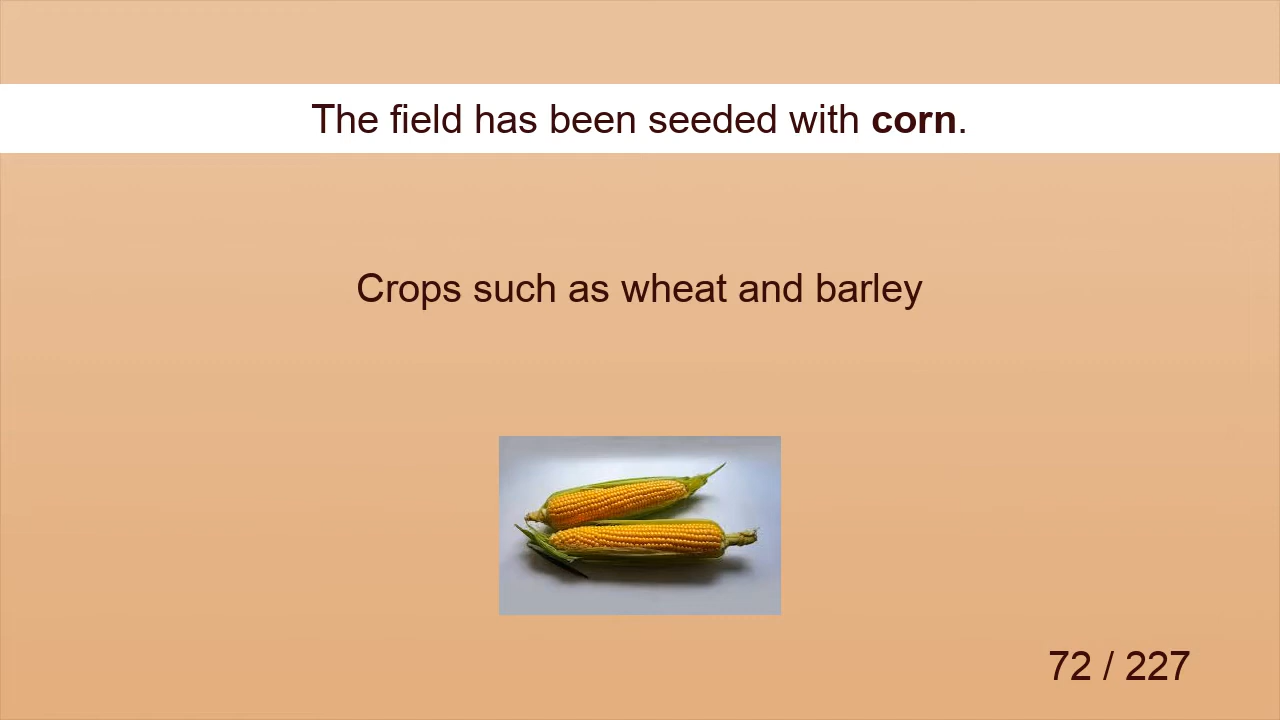 The field has been seeded with corn.
Crops such as wheat and barley
72 / 227